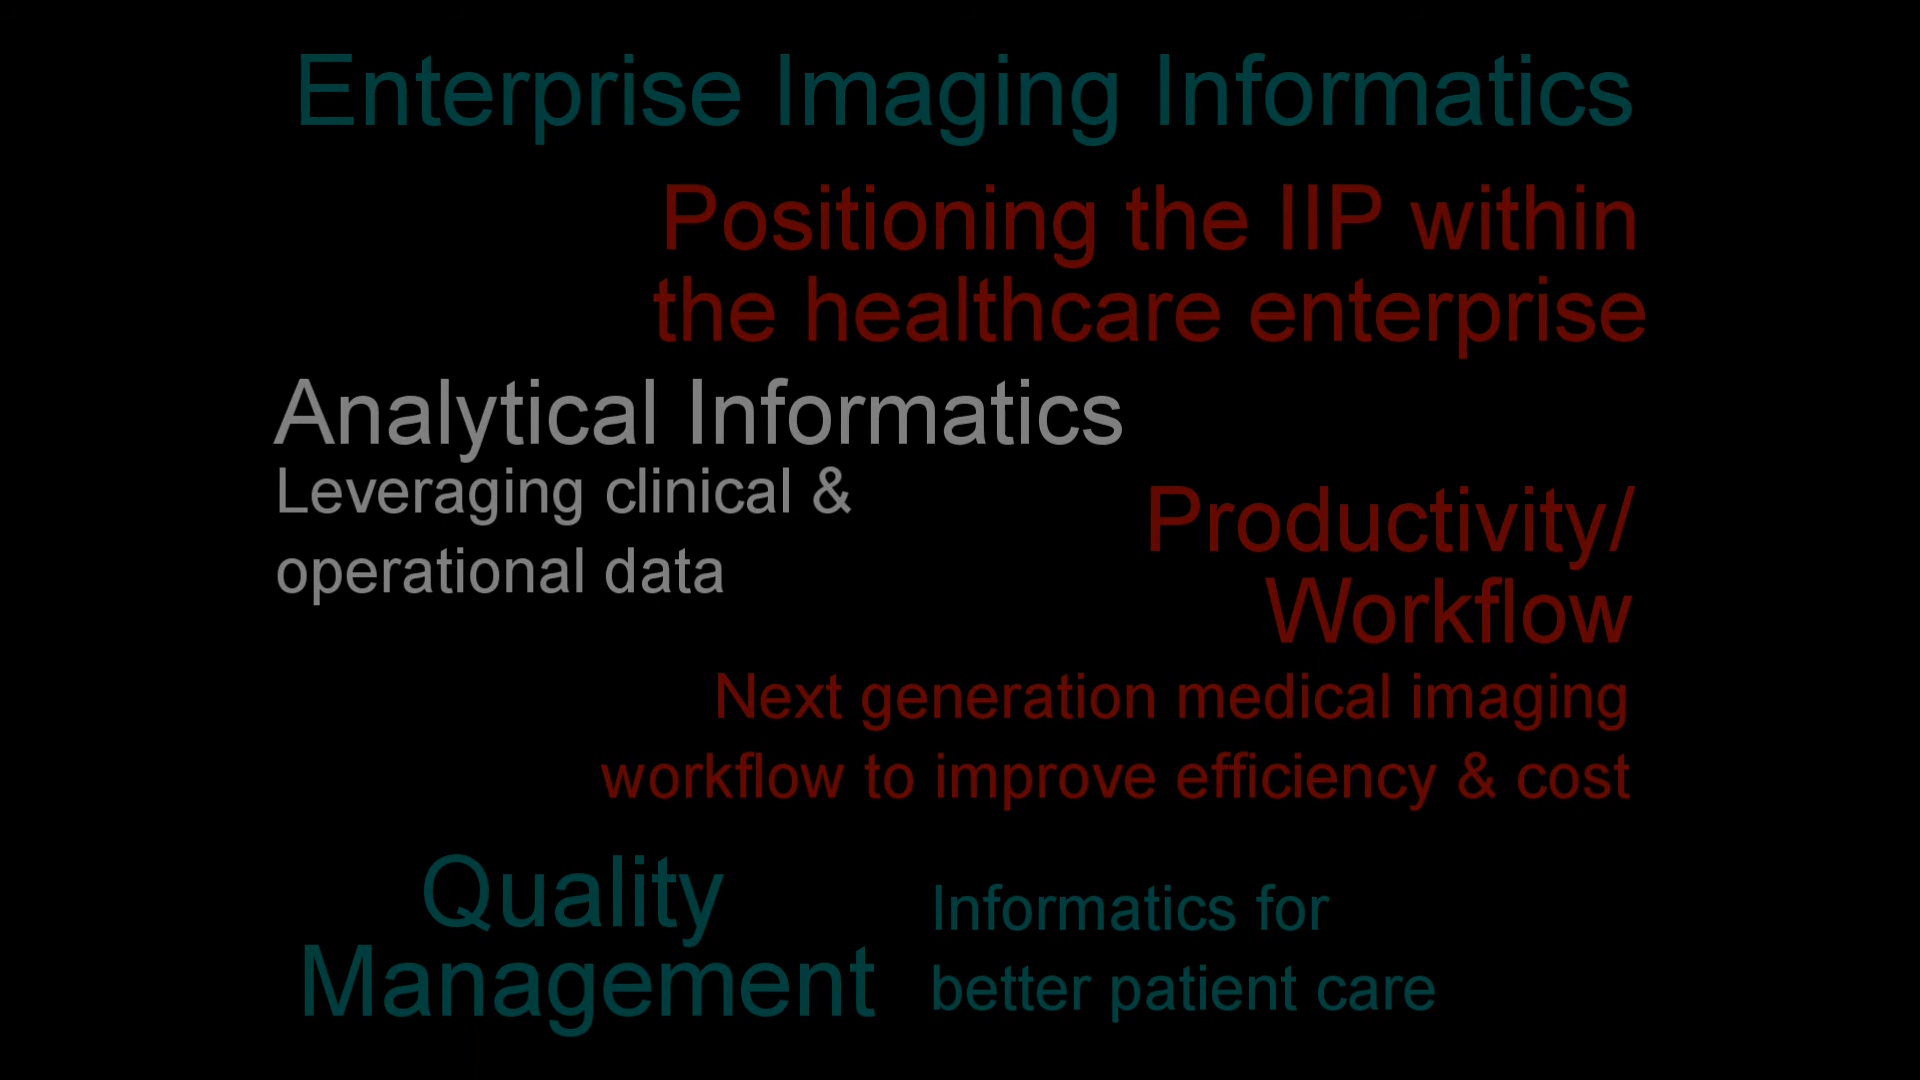 Enterprise Imaging Informatics
Positioning the IIP within
the healthcare enterprise
Analytical Informatics
Leveraging clinical &
operational data
Productivity/
Workflow
Next generation medical imaging
workflow to improve efficiency & cost
Quality
Management
Informatics for
better patient care